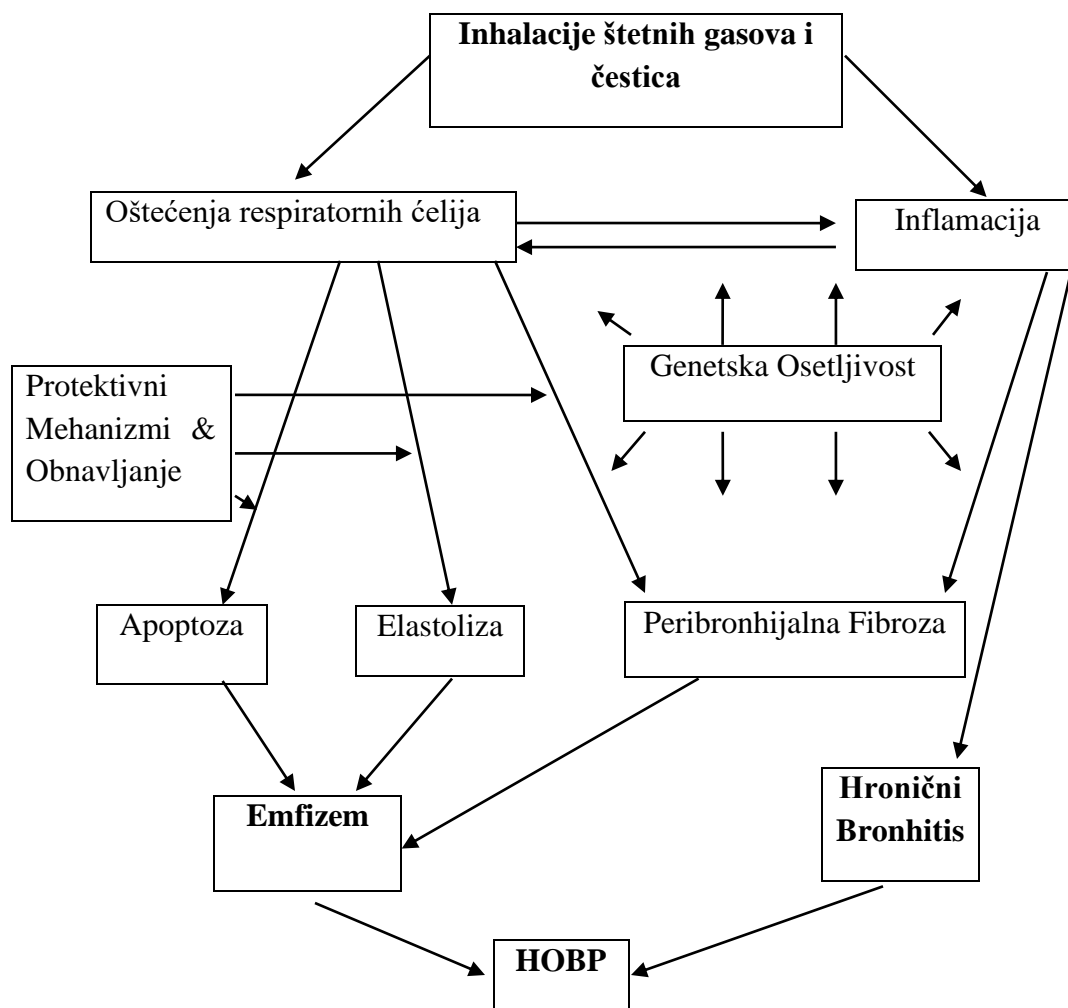 Inhalacije štetnih gasova i
čestica
Oštećenja respiratornih ćelija
Inflamacija
Genetska Osetljivost
Protektivni
Mehanizmi &
Obnavljanje
Apoptoza
Elastoliza
Peribronhijalna Fibroza
Emfizem
Hronični
Bronhitis
HOBP